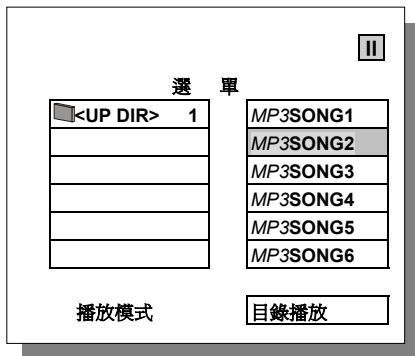 II
選 單
<UP DIR> 1
MP3SONG1
MP3SONG2
MP3SONG3
MP3SONG4
MP3SONG5
MP3SONG6
播放模式
目錄播放